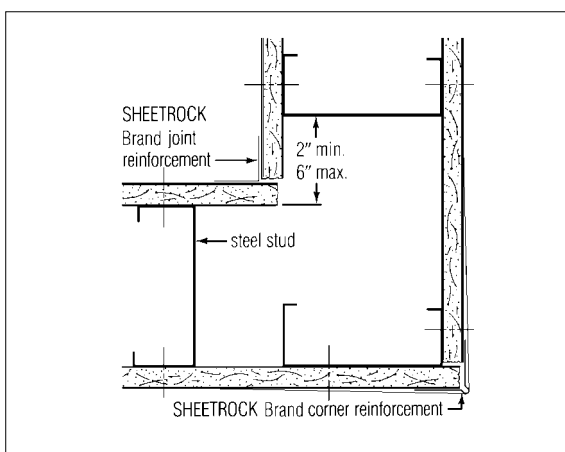 SHEETROCK
Brand joint
reinforcement
2" min.
6" max.
steel stud
SHEETROCK Brand corner reinforcement